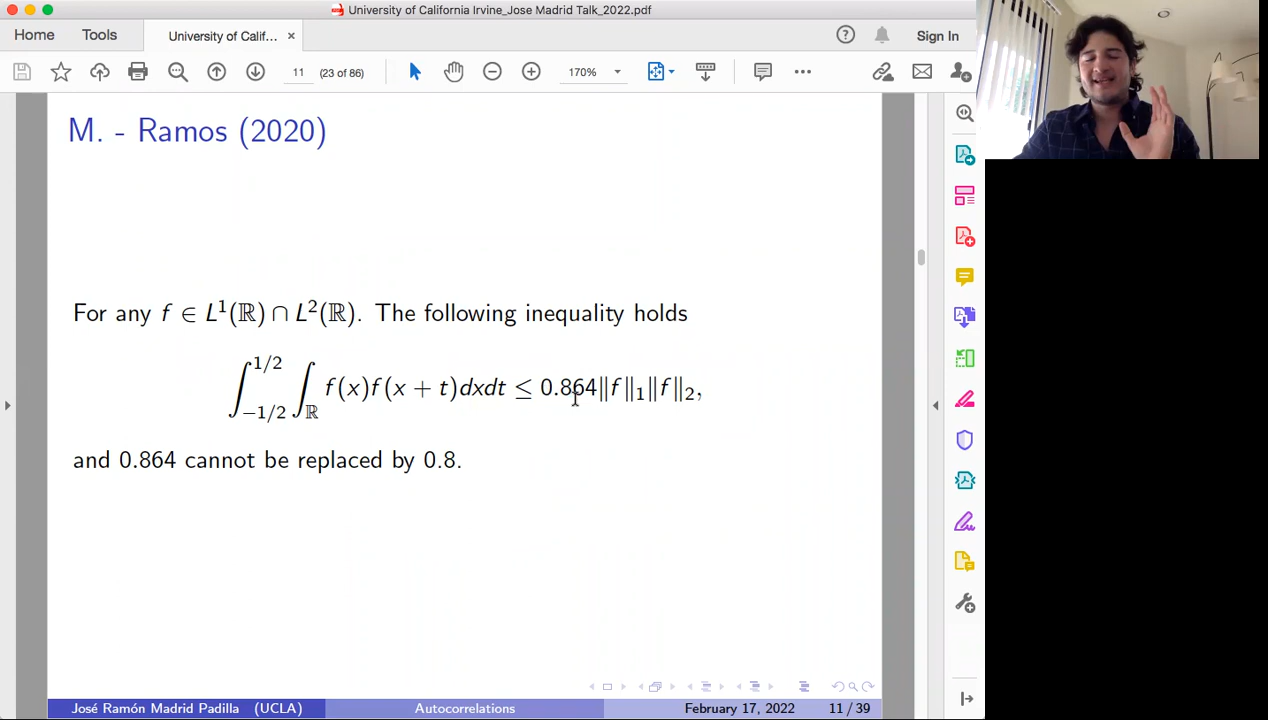 University of California Irvine_Jose Madrid Talk_2022.pdf
Home Tools University of Calif... × Sign In
11 (23 of 86) 170%
M. - Ramos (2020)
For any f ∈ L¹(ℝ) ∩ L²(ℝ). The following inequality holds
∫_{−1/2}^{1/2} ∫_ℝ f(x)f(x + t)dxdt ≤ 0.864‖f‖₁‖f‖₂,
and 0.864 cannot be replaced by 0.8.
José Ramón Madrid Padilla (UCLA) Autocorrelations February 17, 2022 11 / 39